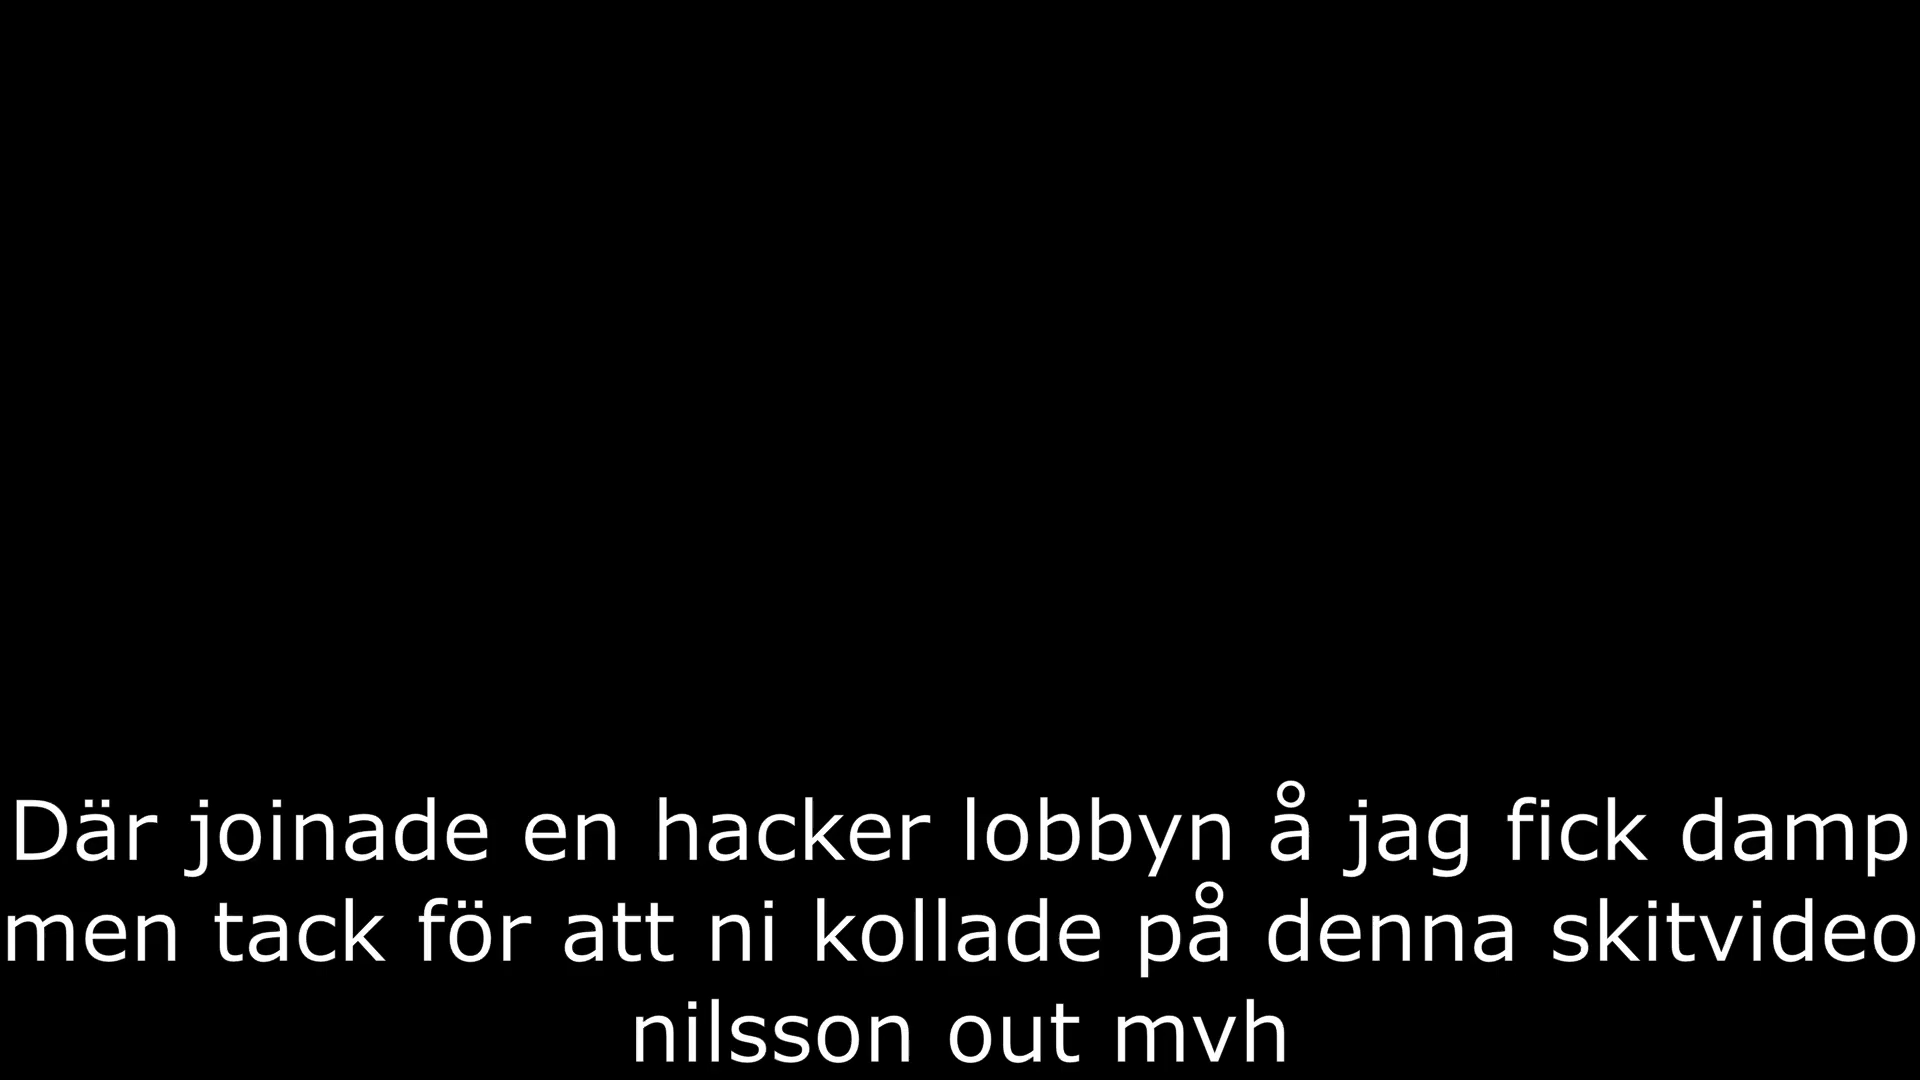 Där joinade en hacker lobbyn å jag fick damp
men tack för att ni kollade på denna skitvideo
nilsson out mvh